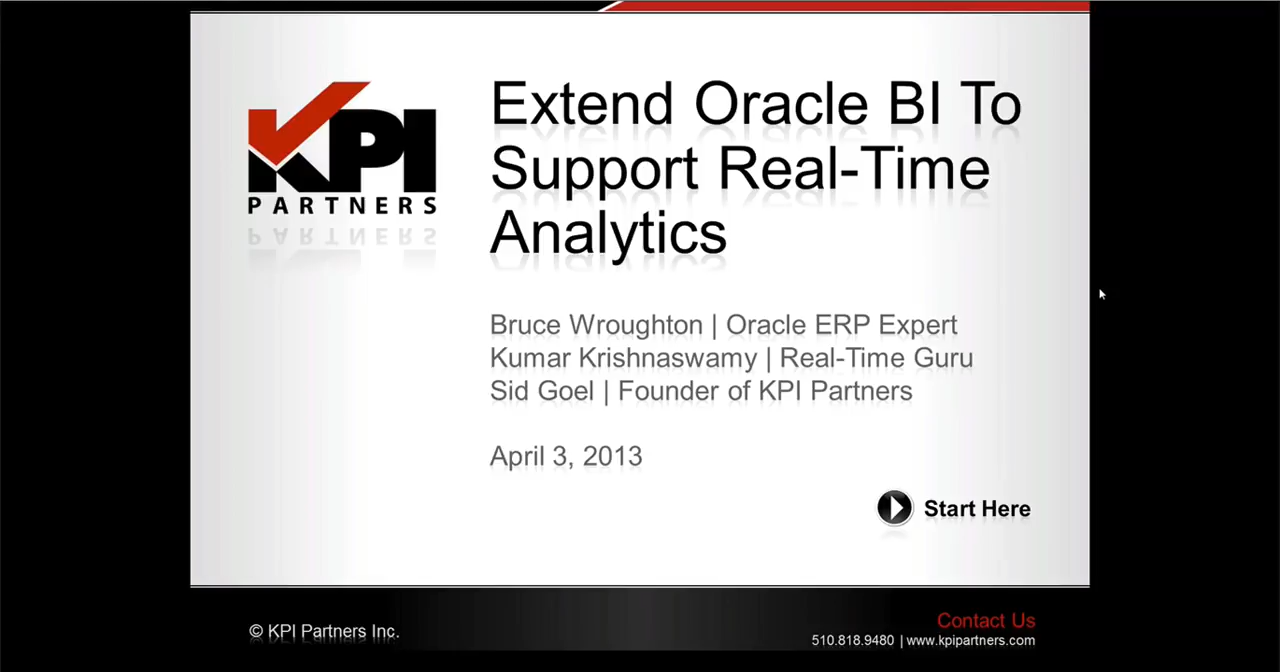 KPI
PARTNERS
Extend Oracle BI To
Support Real-Time
Analytics
Bruce Wroughton | Oracle ERP Expert
Kumar Krishnaswamy | Real-Time Guru
Sid Goel | Founder of KPI Partners
April 3, 2013
Start Here
© KPI Partners Inc.
Contact Us
510.818.9480 | www.kpipartners.com